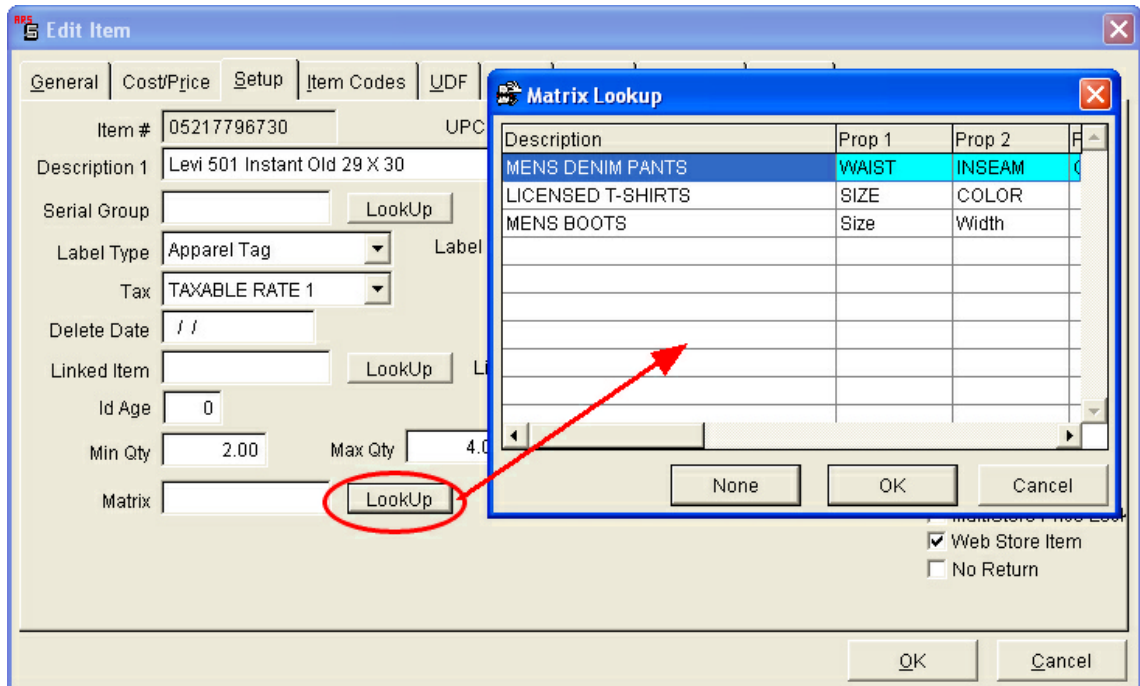 RPS
Edit Item
General Cost/Price Setup Item Codes UDF
Matrix Lookup
Item # 05217796730 UPC
Description Prop 1 Prop 2
Description 1 Levi 501 Instant Old 29 X 30
MENS DENIM PANTS WAIST INSEAM
LICENSED T-SHIRTS SIZE COLOR
MENS BOOTS Size Width
Serial Group LookUp
Label Type Apparel Tag Label
Tax TAXABLE RATE 1
Delete Date / /
Linked Item LookUp
Id Age 0
Min Qty 2.00 Max Qty
Matrix LookUp
None OK Cancel
Web Store Item
No Return
OK Cancel